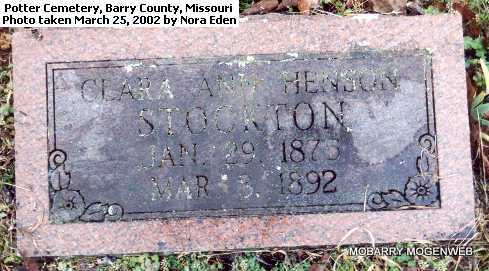 Potter Cemetery, Barry County, Missouri
Photo taken March 25, 2002 by Nora Eden
CLARA ANN HENSON
STOCKTON
JAN. 29. 1873
MAR. 3. 1892
MOBARRY MOGENWEB